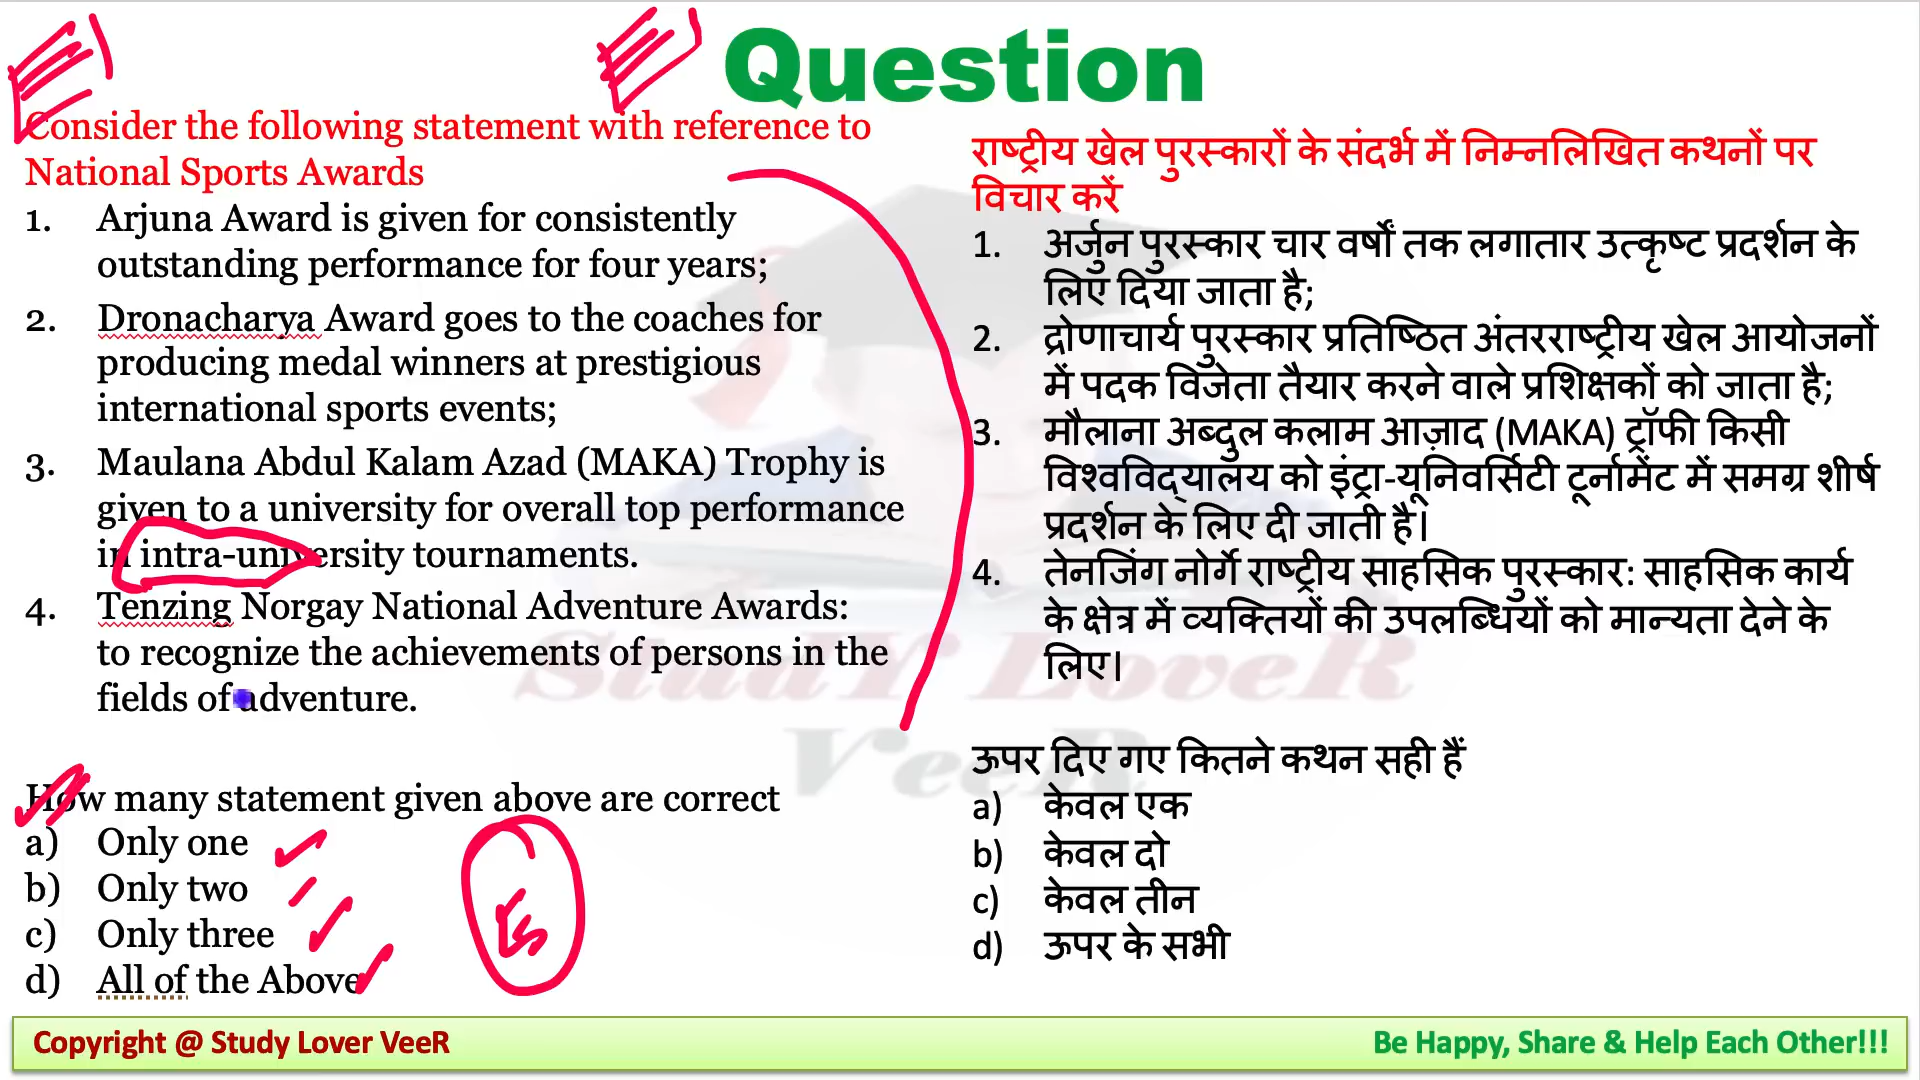 Question
Consider the following statement with reference to
National Sports Awards
1. Arjuna Award is given for consistently
outstanding performance for four years;
2. Dronacharya Award goes to the coaches for
producing medal winners at prestigious
international sports events;
3. Maulana Abdul Kalam Azad (MAKA) Trophy is
given to a university for overall top performance
in intra-university tournaments.
4. Tenzing Norgay National Adventure Awards:
to recognize the achievements of persons in the
fields of adventure.
How many statement given above are correct
a) Only one
b) Only two
c) Only three
d) All of the Above
राष्ट्रीय खेल पुरस्कारों के संदर्भ में निम्नलिखित कथनों पर
विचार करें
1. अर्जुन पुरस्कार चार वर्षों तक लगातार उत्कृष्ट प्रदर्शन के
लिए दिया जाता है;
2. द्रोणाचार्य पुरस्कार प्रतिष्ठित अंतरराष्ट्रीय खेल आयोजनों
में पदक विजेता तैयार करने वाले प्रशिक्षकों को जाता है;
3. मौलाना अब्दुल कलाम आज़ाद (MAKA) ट्रॉफी किसी
विश्वविद्यालय को इंट्रा-यूनिवर्सिटी टूर्नामेंट में समग्र शीर्ष
प्रदर्शन के लिए दी जाती है।
4. तेनजिंग नोर्गे राष्ट्रीय साहसिक पुरस्कार: साहसिक कार्य
के क्षेत्र में व्यक्तियों की उपलब्धियों को मान्यता देने के
लिए।
ऊपर दिए गए कितने कथन सही हैं
a) केवल एक
b) केवल दो
c) केवल तीन
d) ऊपर के सभी
StudY LoveR
VeeR
Copyright @ Study Lover VeeR
Be Happy, Share & Help Each Other!!!